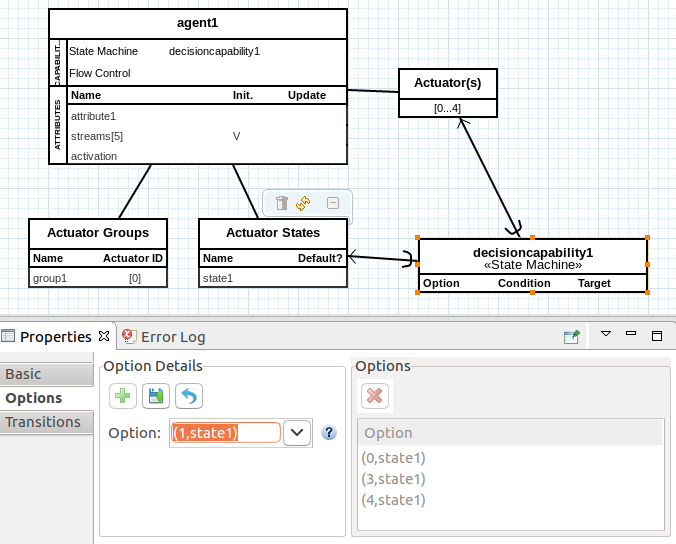 agent1
CAPABILIT...
State Machine decisioncapability1
Flow Control
ATTRIBUTES
Name Init. Update
attribute1
streams[5] V
activation
Actuator(s)
[0...4]
Actuator Groups
Name Actuator ID
group1 [0]
Actuator States
Name Default?
state1
decisioncapability1
«State Machine»
Option Condition Target
Properties Error Log
Basic
Options
Transitions
Option Details
Option: (1,state1) ?
Options
Option
(0,state1)
(3,state1)
(4,state1)